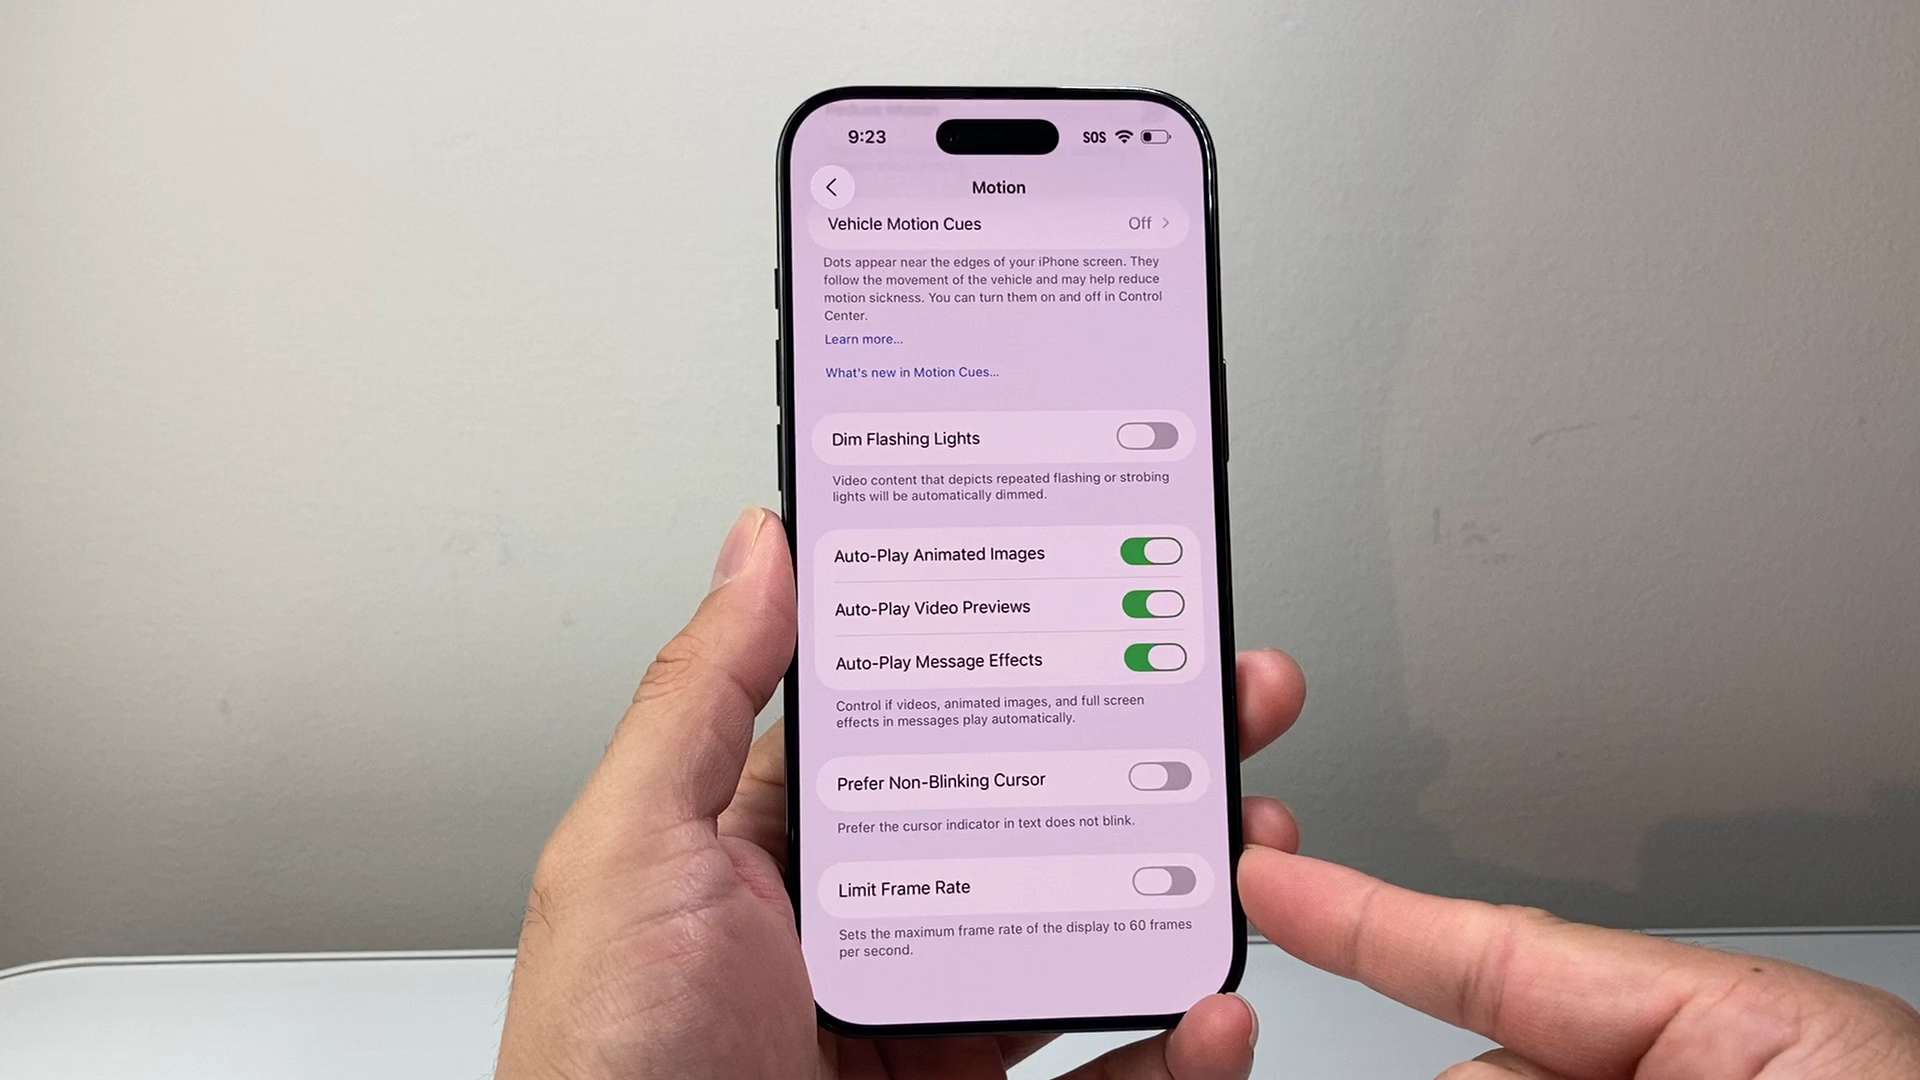 9:23
SOS
Motion
Vehicle Motion Cues Off
Dots appear near the edges of your iPhone screen. They
follow the movement of the vehicle and may help reduce
motion sickness. You can turn them on and off in Control
Center.
Learn more...
What's new in Motion Cues...
Dim Flashing Lights
Video content that depicts repeated flashing or strobing
lights will be automatically dimmed.
Auto-Play Animated Images
Auto-Play Video Previews
Auto-Play Message Effects
Control if videos, animated images, and full screen
effects in messages play automatically.
Prefer Non-Blinking Cursor
Prefer the cursor indicator in text does not blink.
Limit Frame Rate
Sets the maximum frame rate of the display to 60 frames
per second.